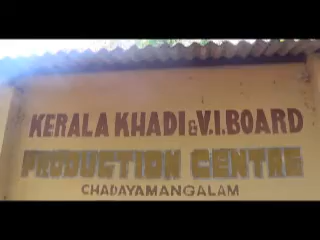 KERALA KHADI & V.I. BOARD
PRODUCTION CENTRE
CHADAYAMANGALAM